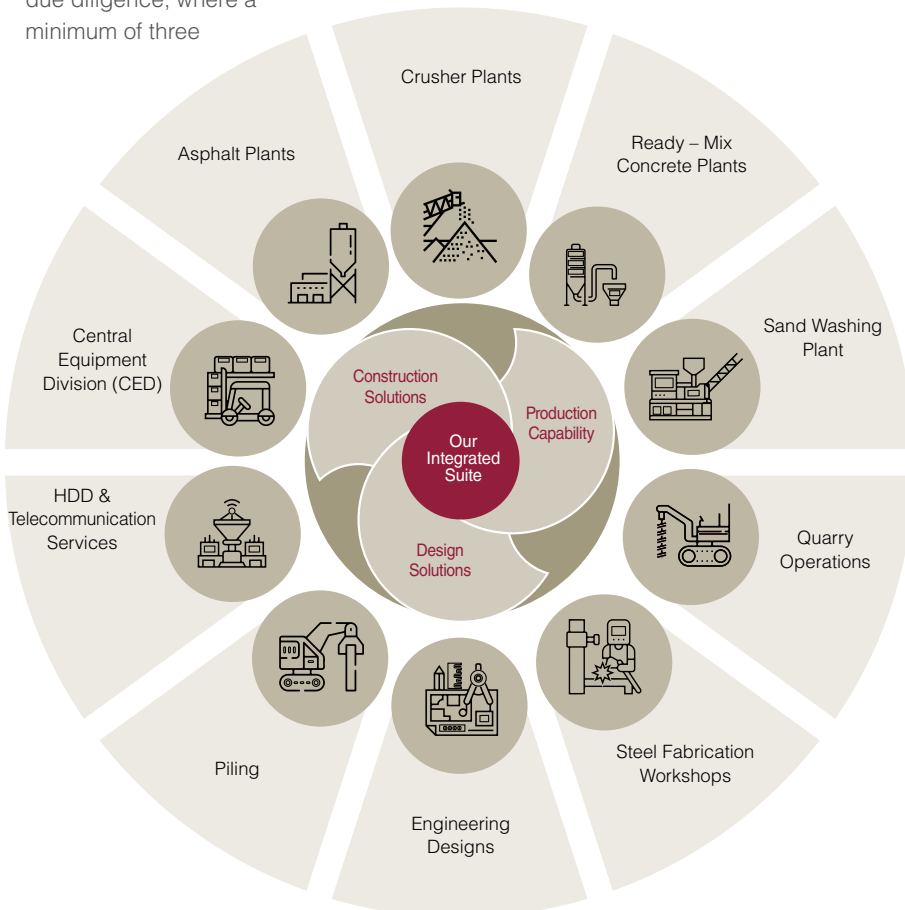 due diligence, where a
minimum of three
Crusher Plants
Ready – Mix
Concrete Plants
Sand Washing
Plant
Quarry
Operations
Steel Fabrication
Workshops
Engineering
Designs
Piling
HDD &
Telecommunication
Services
Central
Equipment
Division (CED)
Asphalt Plants
Construction
Solutions
Production
Capability
Design
Solutions
Our
Integrated
Suite